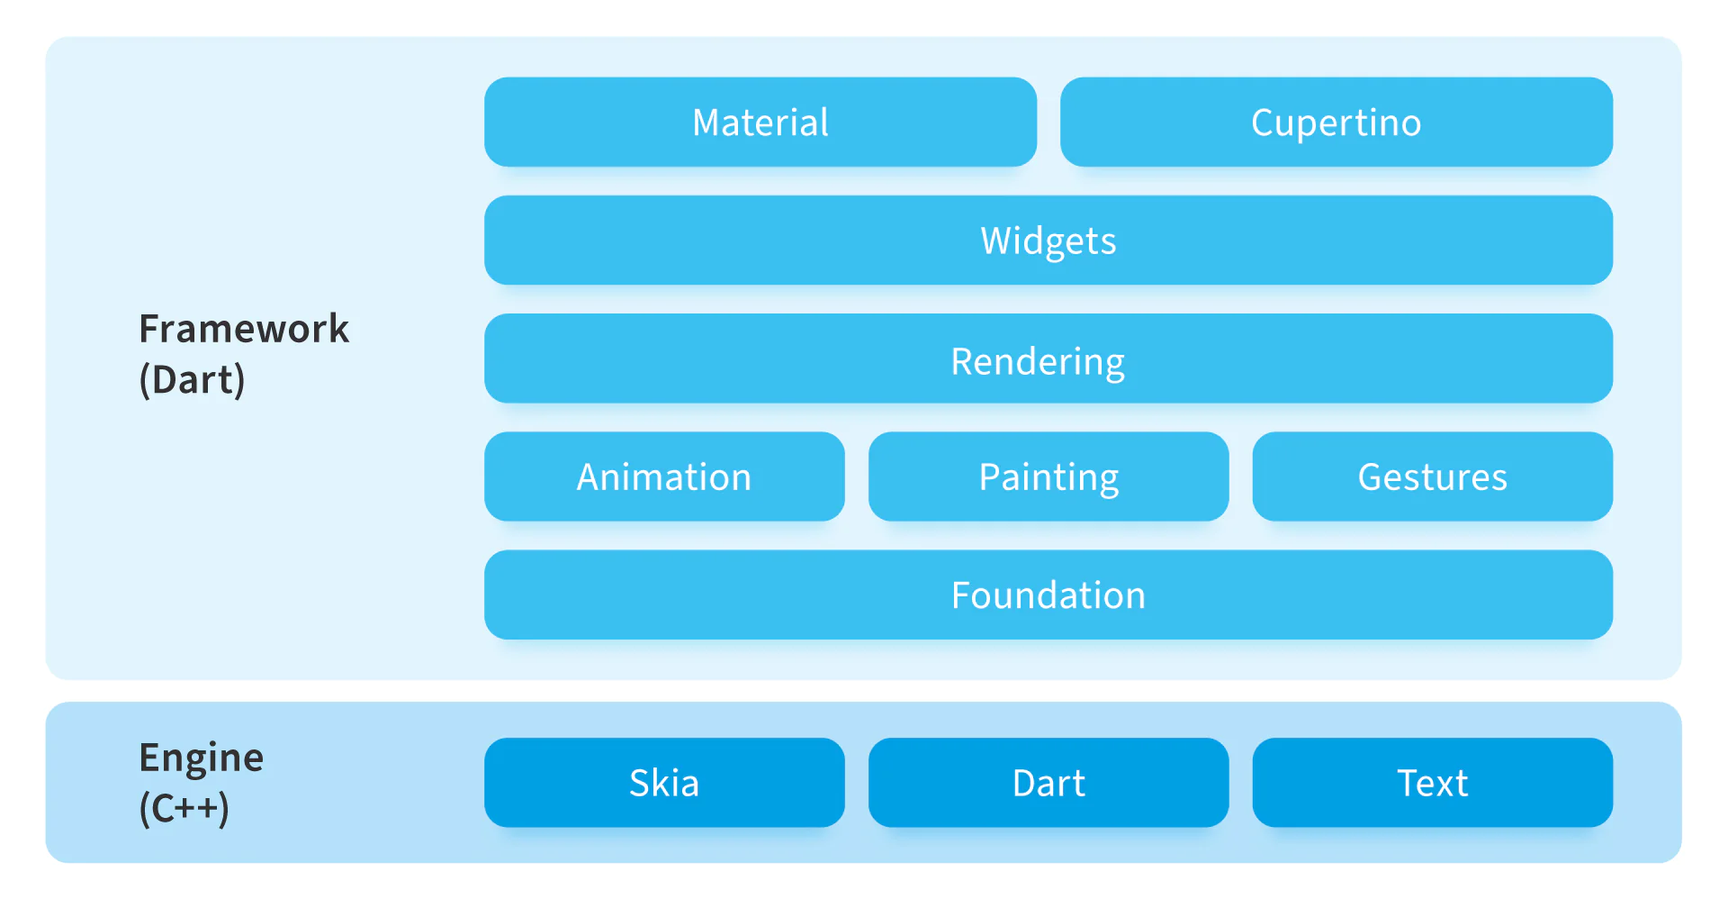 Material
Cupertino
Widgets
Framework
(Dart)
Rendering
Animation
Painting
Gestures
Foundation
Engine
(C++)
Skia
Dart
Text